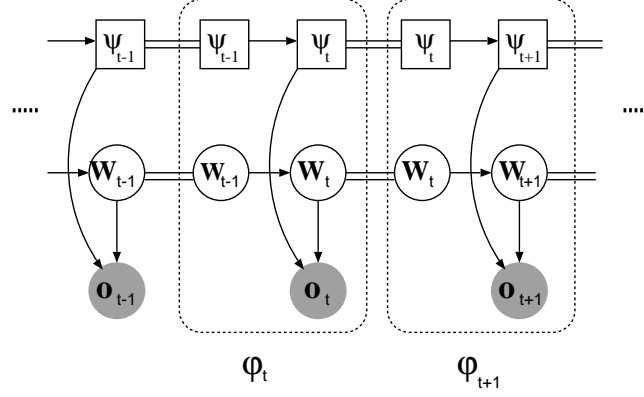 ψt-1 ψt-1 ψt ψt ψt+1
..... .....
Wt-1 Wt-1 Wt Wt Wt+1
ot-1 ot ot+1
φt φt+1